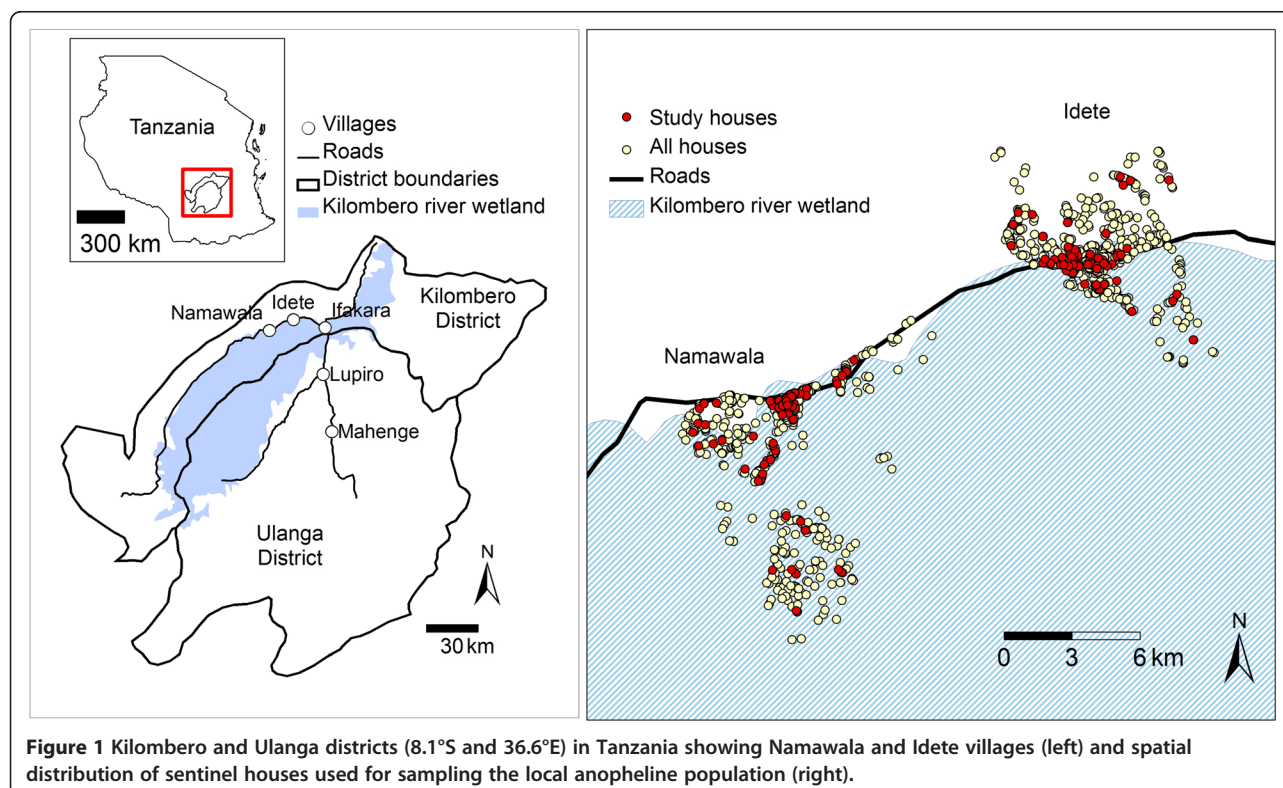 Tanzania
300 km
Villages
Roads
District boundaries
Kilombero river wetland
Namawala
Idete
Ifakara
Kilombero
District
Lupiro
Mahenge
Ulanga
District
N
30 km
Study houses
All houses
Roads
Kilombero river wetland
Idete
Namawala
N
0 3 6 km
Figure 1 Kilombero and Ulanga districts (8.1°S and 36.6°E) in Tanzania showing Namawala and Idete villages (left) and spatial
distribution of sentinel houses used for sampling the local anopheline population (right).